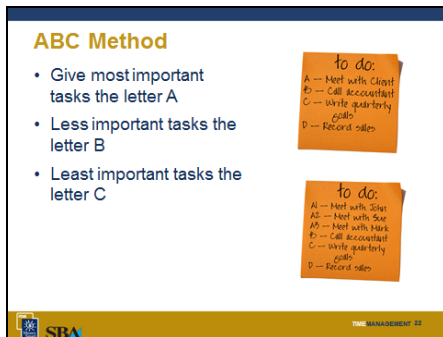 ABC Method
• Give most important
tasks the letter A
• Less important tasks the
letter B
• Least important tasks the
letter C
to do:
A — Meet with Client
B — Call accountant
C — Write quarterly
goals
D — Record sales
to do:
A1 — Meet with John
A2 — Meet with Sue
A3 — Meet with Mark
B — Call accountant
C — Write quarterly
goals
D — Record sales
SBA
TIME MANAGEMENT 22